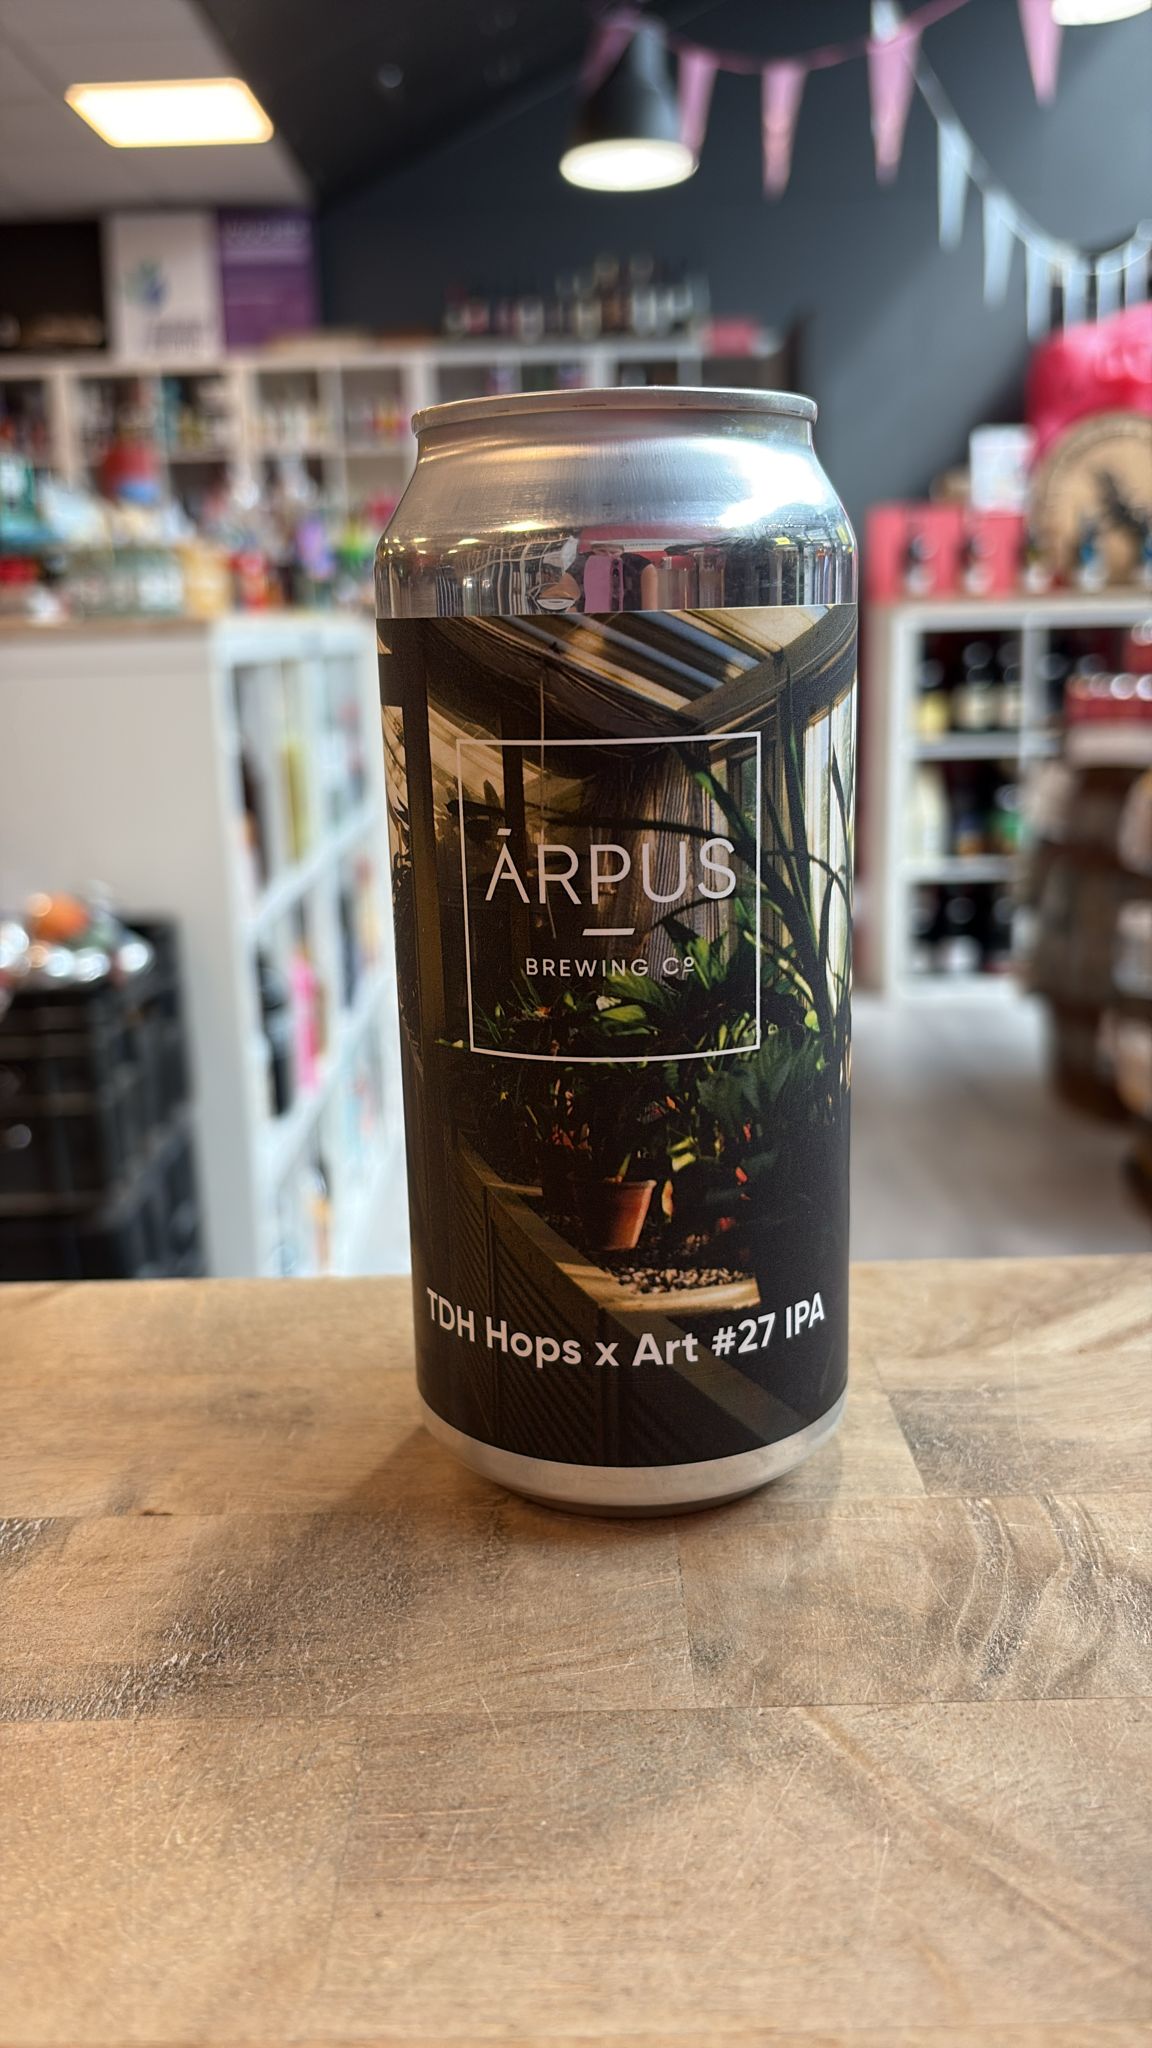 ĀRPUS
BREWING Cº
TDH Hops x Art #27 IPA